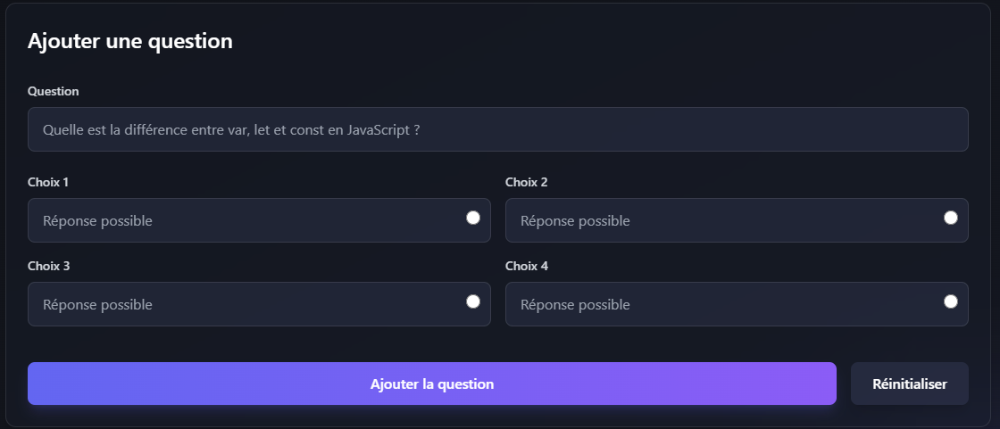 Ajouter une question
Question
Quelle est la différence entre var, let et const en JavaScript ?
Choix 1
Choix 2
Réponse possible
Réponse possible
Choix 3
Choix 4
Réponse possible
Réponse possible
Ajouter la question
Réinitialiser